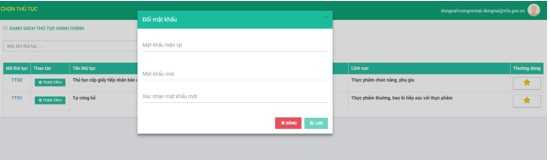 CHỌN THỦ TỤC
DANH SÁCH THỦ TỤC HÀNH CHÍNH
Mã, tên thủ tục ...
Mã thủ tục Thao tác Tên thủ tục Lĩnh vực Thường dùng
TT02 THAO TÁC Thủ tục cấp giấy tiếp nhận bản Thực phẩm chức năng, phụ gia
TT01 THAO TÁC Tự công bố Thực phẩm thường, bao bì tiếp xúc với thực phẩm
Đổi mật khẩu
Mật khẩu hiện tại
Mật khẩu mới
Xác nhận mật khẩu mới
ĐÓNG LƯU